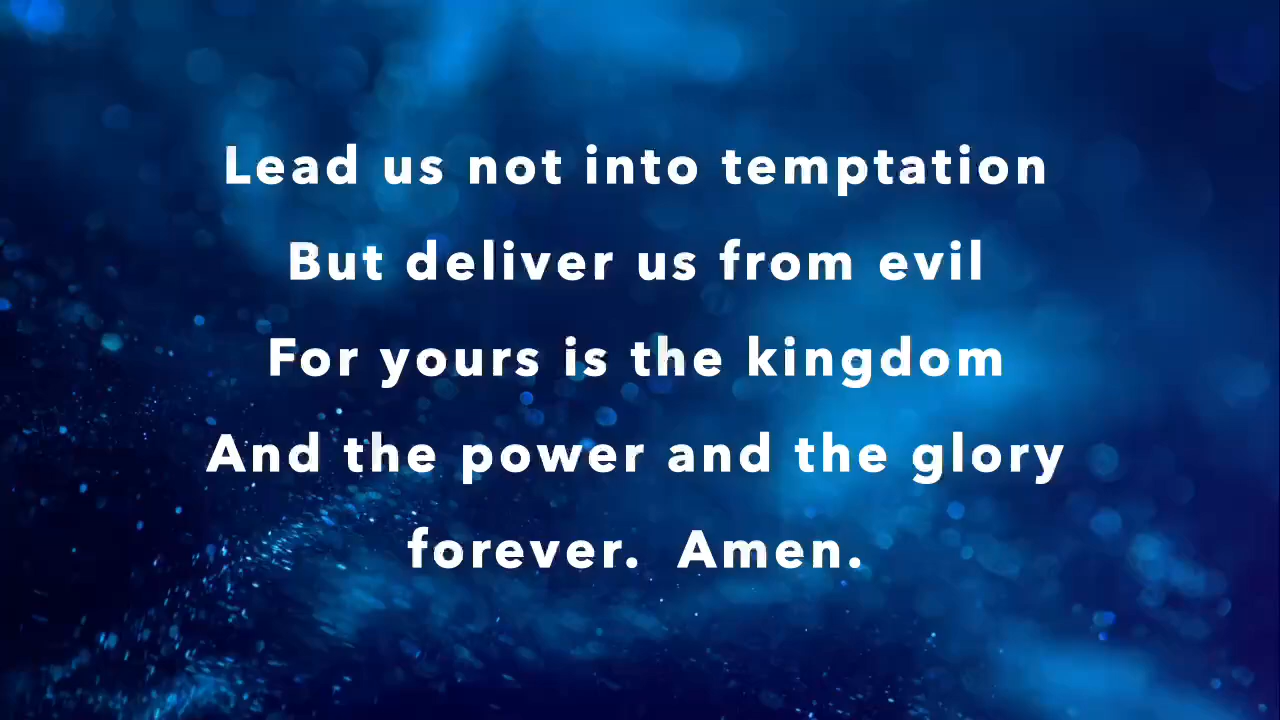 Lead us not into temptation
But deliver us from evil
For yours is the kingdom
And the power and the glory
forever.  Amen.